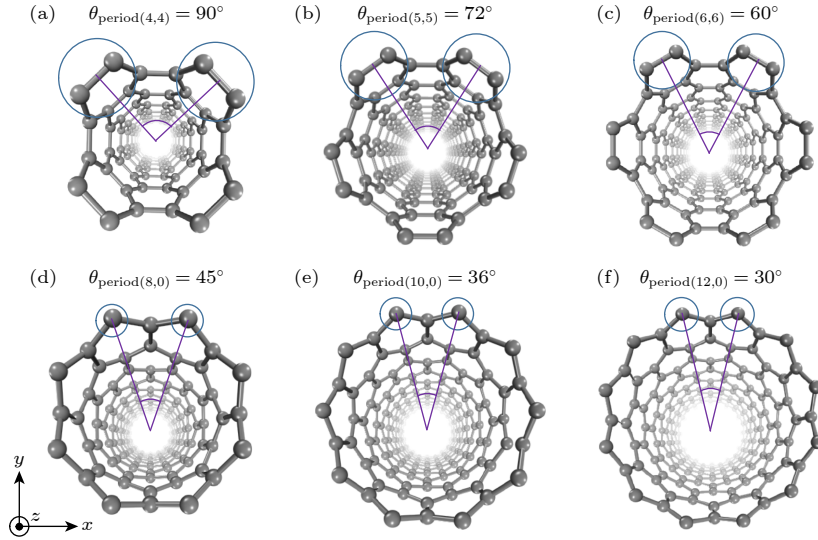 (a) θperiod(4,4) = 90°
(b) θperiod(5,5) = 72°
(c) θperiod(6,6) = 60°
(d) θperiod(8,0) = 45°
(e) θperiod(10,0) = 36°
(f) θperiod(12,0) = 30°
y
z
x